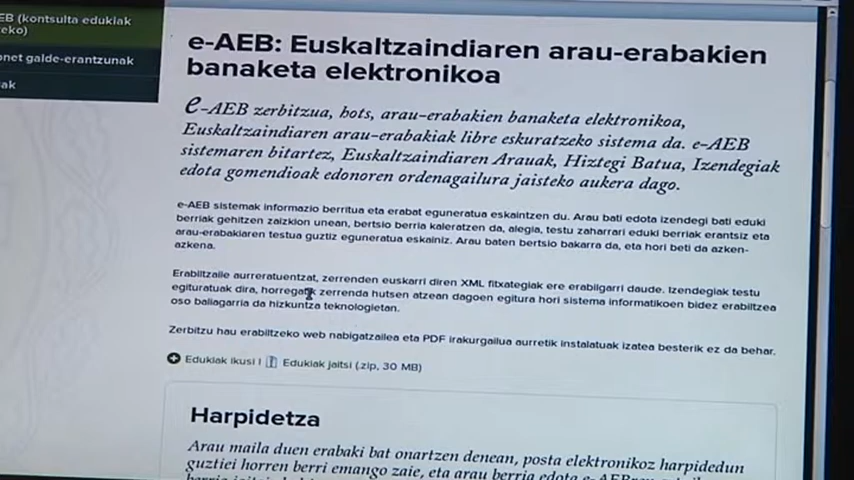 EB (kontsulta edukiak
eko)
onet galde-erantzunak
ak
e-AEB: Euskaltzaindiaren arau-erabakien
banaketa elektronikoa
e-AEB zerbitzua, hots, arau-erabakien banaketa elektronikoa,
Euskaltzaindiaren arau-erabakiak libre eskuratzeko sistema da. e-AEB
sistemaren bitartez, Euskaltzaindiaren Arauak, Hiztegi Batua, Izendegiak
edota gomendioak edonoren ordenagailura jaisteko aukera dago.
e-AEB sistemak informazio berritua eta erabat eguneratua eskaintzen du. Arau bati edota izendegi bati eduki
berriak gehitzen zaizkion unean, bertsio berria kaleratzen da, alegia, testu zaharrari eduki berriak erantsiz eta
arau-erabakiaren testua guztiz eguneratua eskainiz. Arau baten bertsio bakarra da, eta hori beti da azken-
azkena.
Erabiltzaile aurreratuentzat, zerrenden euskarri diren XML fitxategiak ere erabilgarri daude. Izendegiak testu
egituratuak dira, horregatik zerrenda hutsen atzean dagoen egitura hori sistema informatikoen bidez erabiltzea
oso baliagarria da hizkuntza teknologietan.
Zerbitzu hau erabiltzeko web nabigatzailea eta PDF irakurgailua aurretik instalatuak izatea besterik ez da behar.
Edukiak ikusi | Edukiak jaitsi (.zip, 30 MB)
Harpidetza
Arau maila duen erabaki bat onartzen denean, posta elektronikoz harpidedun
guztiei horren berri emango zaie, eta arau berria edota e-AEBren